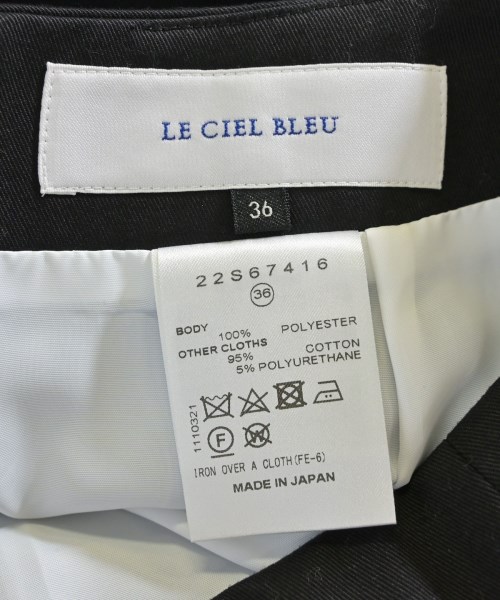 LE CIEL BLEU
36
22S67416
36
BODY 100% POLYESTER
OTHER CLOTHS
95% COTTON
5% POLYURETHANE
1110321
F W
IRON OVER A CLOTH(FE-6)
MADE IN JAPAN